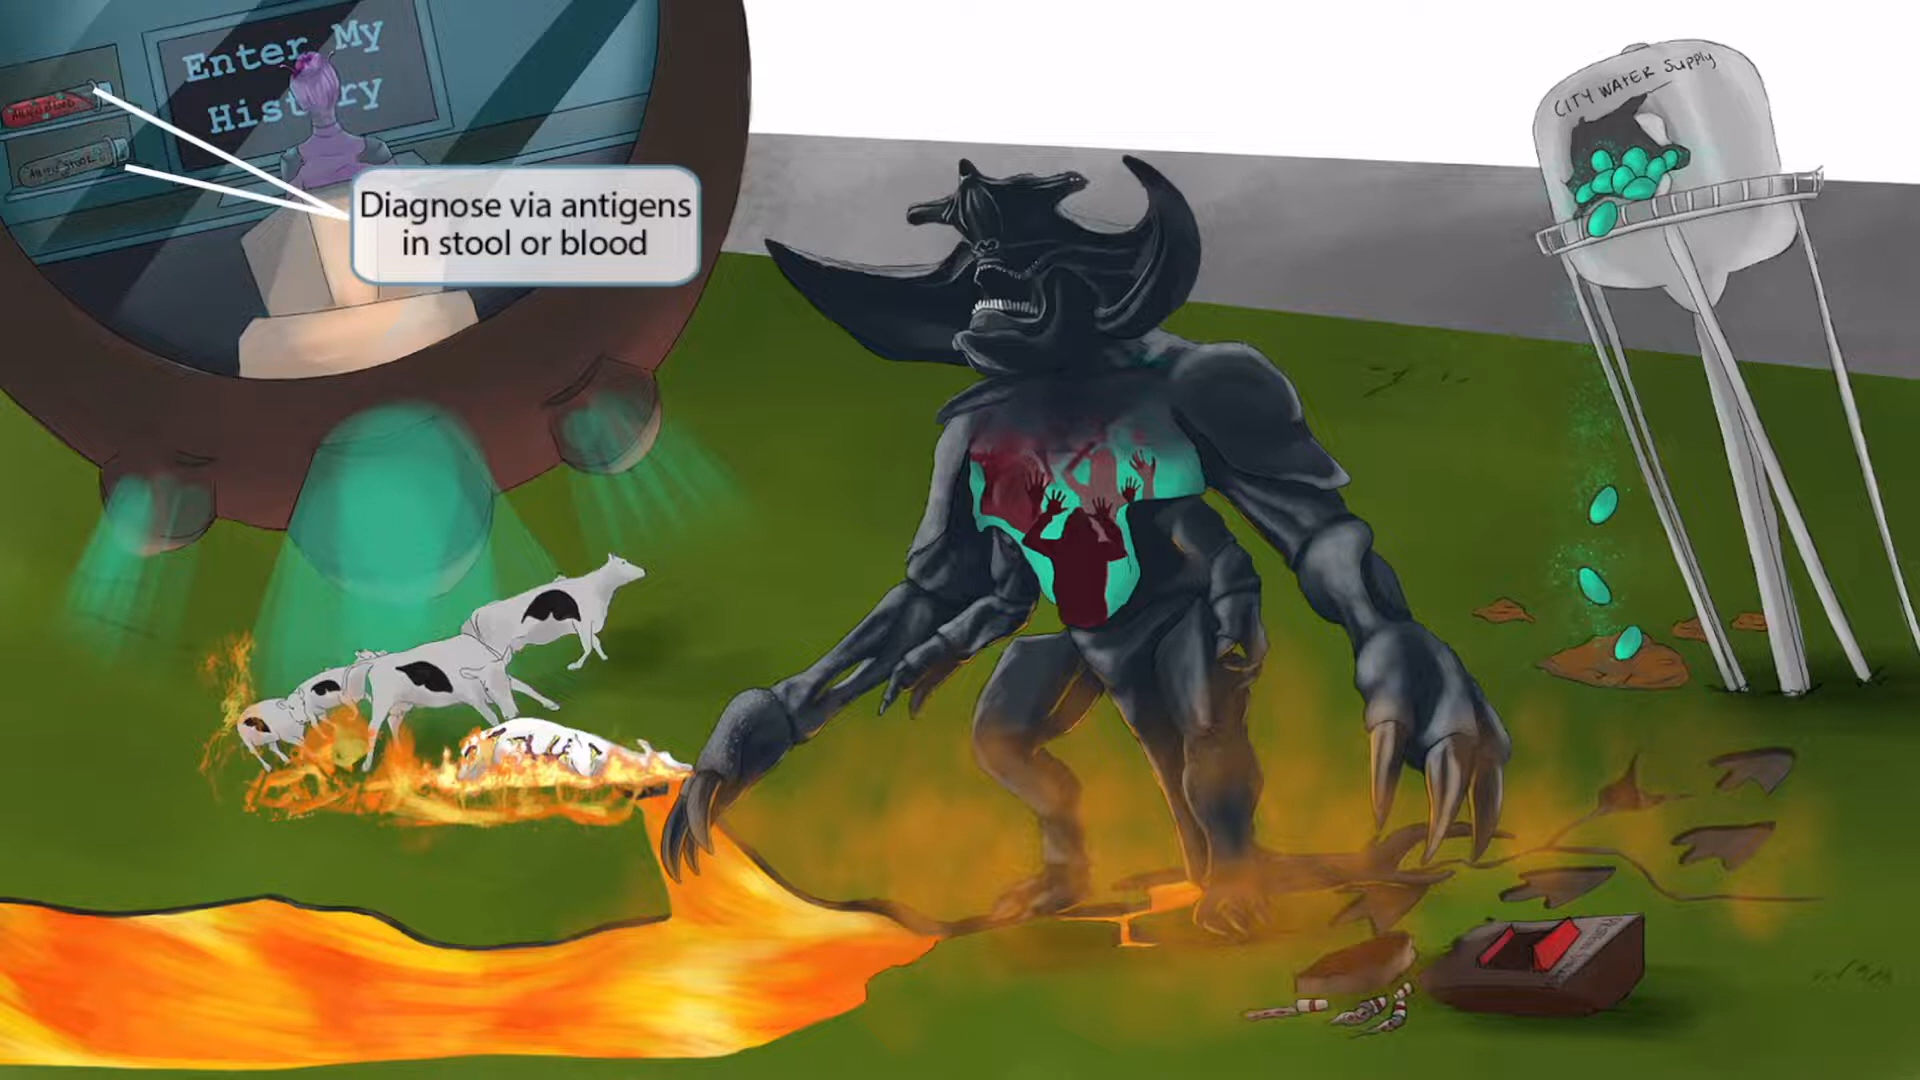 Enter My
History
Diagnose via antigens
in stool or blood
CITY WATER Supply